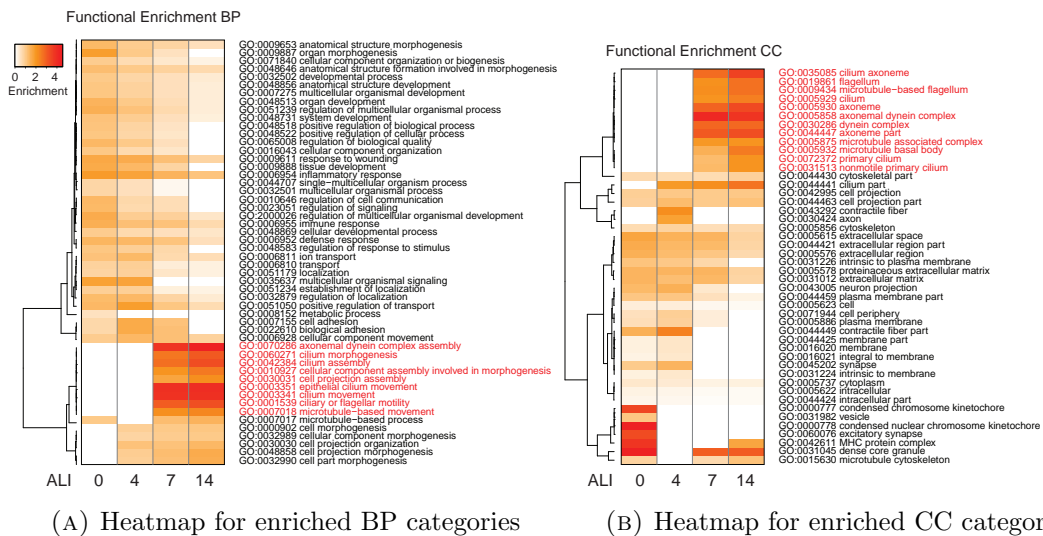 Functional Enrichment BP
0 2 4
Enrichment
GO:0009653 anatomical structure morphogenesis
GO:0009887 organ morphogenesis
GO:0071840 cellular component organization or biogenesis
GO:0048646 anatomical structure formation involved in morphogenesis
GO:0032502 developmental process
GO:0048856 anatomical structure development
GO:0007275 multicellular organismal development
GO:0048513 organ development
GO:0051239 regulation of multicellular organismal process
GO:0048731 system development
GO:0048518 positive regulation of biological process
GO:0048522 positive regulation of cellular process
GO:0065008 regulation of biological quality
GO:0016043 cellular component organization
GO:0009611 response to wounding
GO:0009888 tissue development
GO:0006954 inflammatory response
GO:0044707 single-multicellular organism process
GO:0032501 multicellular organismal process
GO:0010646 regulation of cell communication
GO:0023051 regulation of signaling
GO:2000026 regulation of multicellular organismal development
GO:0006955 immune response
GO:0048869 cellular developmental process
GO:0006952 defense response
GO:0048583 regulation of response to stimulus
GO:0006811 ion transport
GO:0006810 transport
GO:0051179 localization
GO:0035637 multicellular organismal signaling
GO:0051234 establishment of localization
GO:0032879 regulation of localization
GO:0051050 positive regulation of transport
GO:0008152 metabolic process
GO:0007155 cell adhesion
GO:0022610 biological adhesion
GO:0006928 cellular component movement
GO:0070286 axonemal dynein complex assembly
GO:0060271 cilium morphogenesis
GO:0042384 cilium assembly
GO:0010927 cellular component assembly involved in morphogenesis
GO:0030031 cell projection assembly
GO:0003351 epithelial cilium movement
GO:0003341 cilium movement
GO:0001539 ciliary or flagellar motility
GO:0007018 microtubule-based movement
GO:0007017 microtubule-based process
GO:0000902 cell morphogenesis
GO:0032989 cellular component morphogenesis
GO:0030030 cell projection organization
GO:0048858 cell projection morphogenesis
GO:0032990 cell part morphogenesis
ALI 0 4 7 14
(A) Heatmap for enriched BP categories
Functional Enrichment CC
GO:0035085 cilium axoneme
GO:0019861 flagellum
GO:0009434 microtubule-based flagellum
GO:0005929 cilium
GO:0005930 axoneme
GO:0005858 axonemal dynein complex
GO:0030286 dynein complex
GO:0044447 axoneme part
GO:0005875 microtubule associated complex
GO:0005932 microtubule basal body
GO:0072372 primary cilium
GO:0031513 nonmotile primary cilium
GO:0044430 cytoskeletal part
GO:0044441 cilium part
GO:0042995 cell projection
GO:0044463 cell projection part
GO:0043292 contractile fiber
GO:0030424 axon
GO:0005856 cytoskeleton
GO:0005615 extracellular space
GO:0044421 extracellular region part
GO:0005576 extracellular region
GO:0031226 intrinsic to plasma membrane
GO:0005578 proteinaceous extracellular matrix
GO:0031012 extracellular matrix
GO:0043005 neuron projection
GO:0044459 plasma membrane part
GO:0005623 cell
GO:0071944 cell periphery
GO:0005886 plasma membrane
GO:0044449 contractile fiber part
GO:0044425 membrane part
GO:0016020 membrane
GO:0016021 integral to membrane
GO:0045202 synapse
GO:0031224 intrinsic to membrane
GO:0005737 cytoplasm
GO:0005622 intracellular
GO:0044424 intracellular part
GO:0000777 condensed chromosome kinetochore
GO:0031982 vesicle
GO:0000778 condensed nuclear chromosome kinetochore
GO:0060076 excitatory synapse
GO:0042611 MHC protein complex
GO:0031045 dense core granule
GO:0015630 microtubule cytoskeleton
ALI 0 4 7 14
(B) Heatmap for enriched CC categor